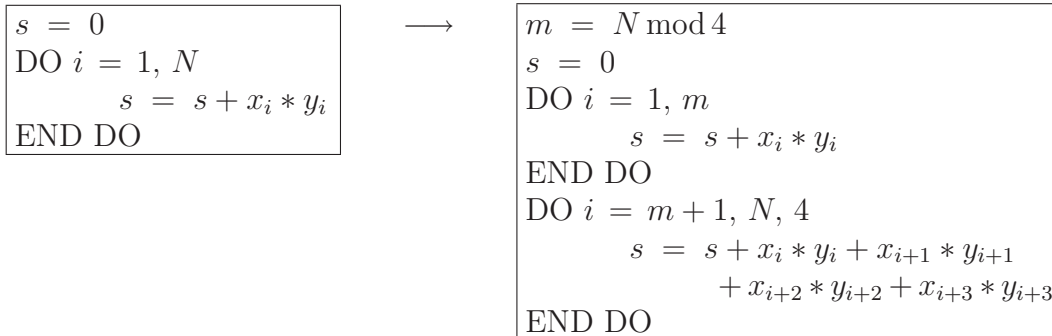 s = 0
DO i = 1, N
s = s + x_i * y_i
END DO
⟶
m = N mod 4
s = 0
DO i = 1, m
s = s + x_i * y_i
END DO
DO i = m + 1, N, 4
s = s + x_i * y_i + x_{i+1} * y_{i+1}
+ x_{i+2} * y_{i+2} + x_{i+3} * y_{i+3}
END DO